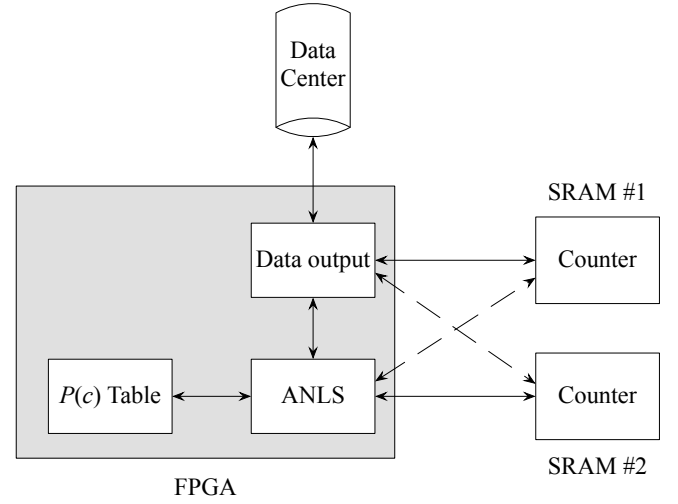 Data
Center
SRAM #1
Data output
Counter
P(c) Table
ANLS
Counter
SRAM #2
FPGA